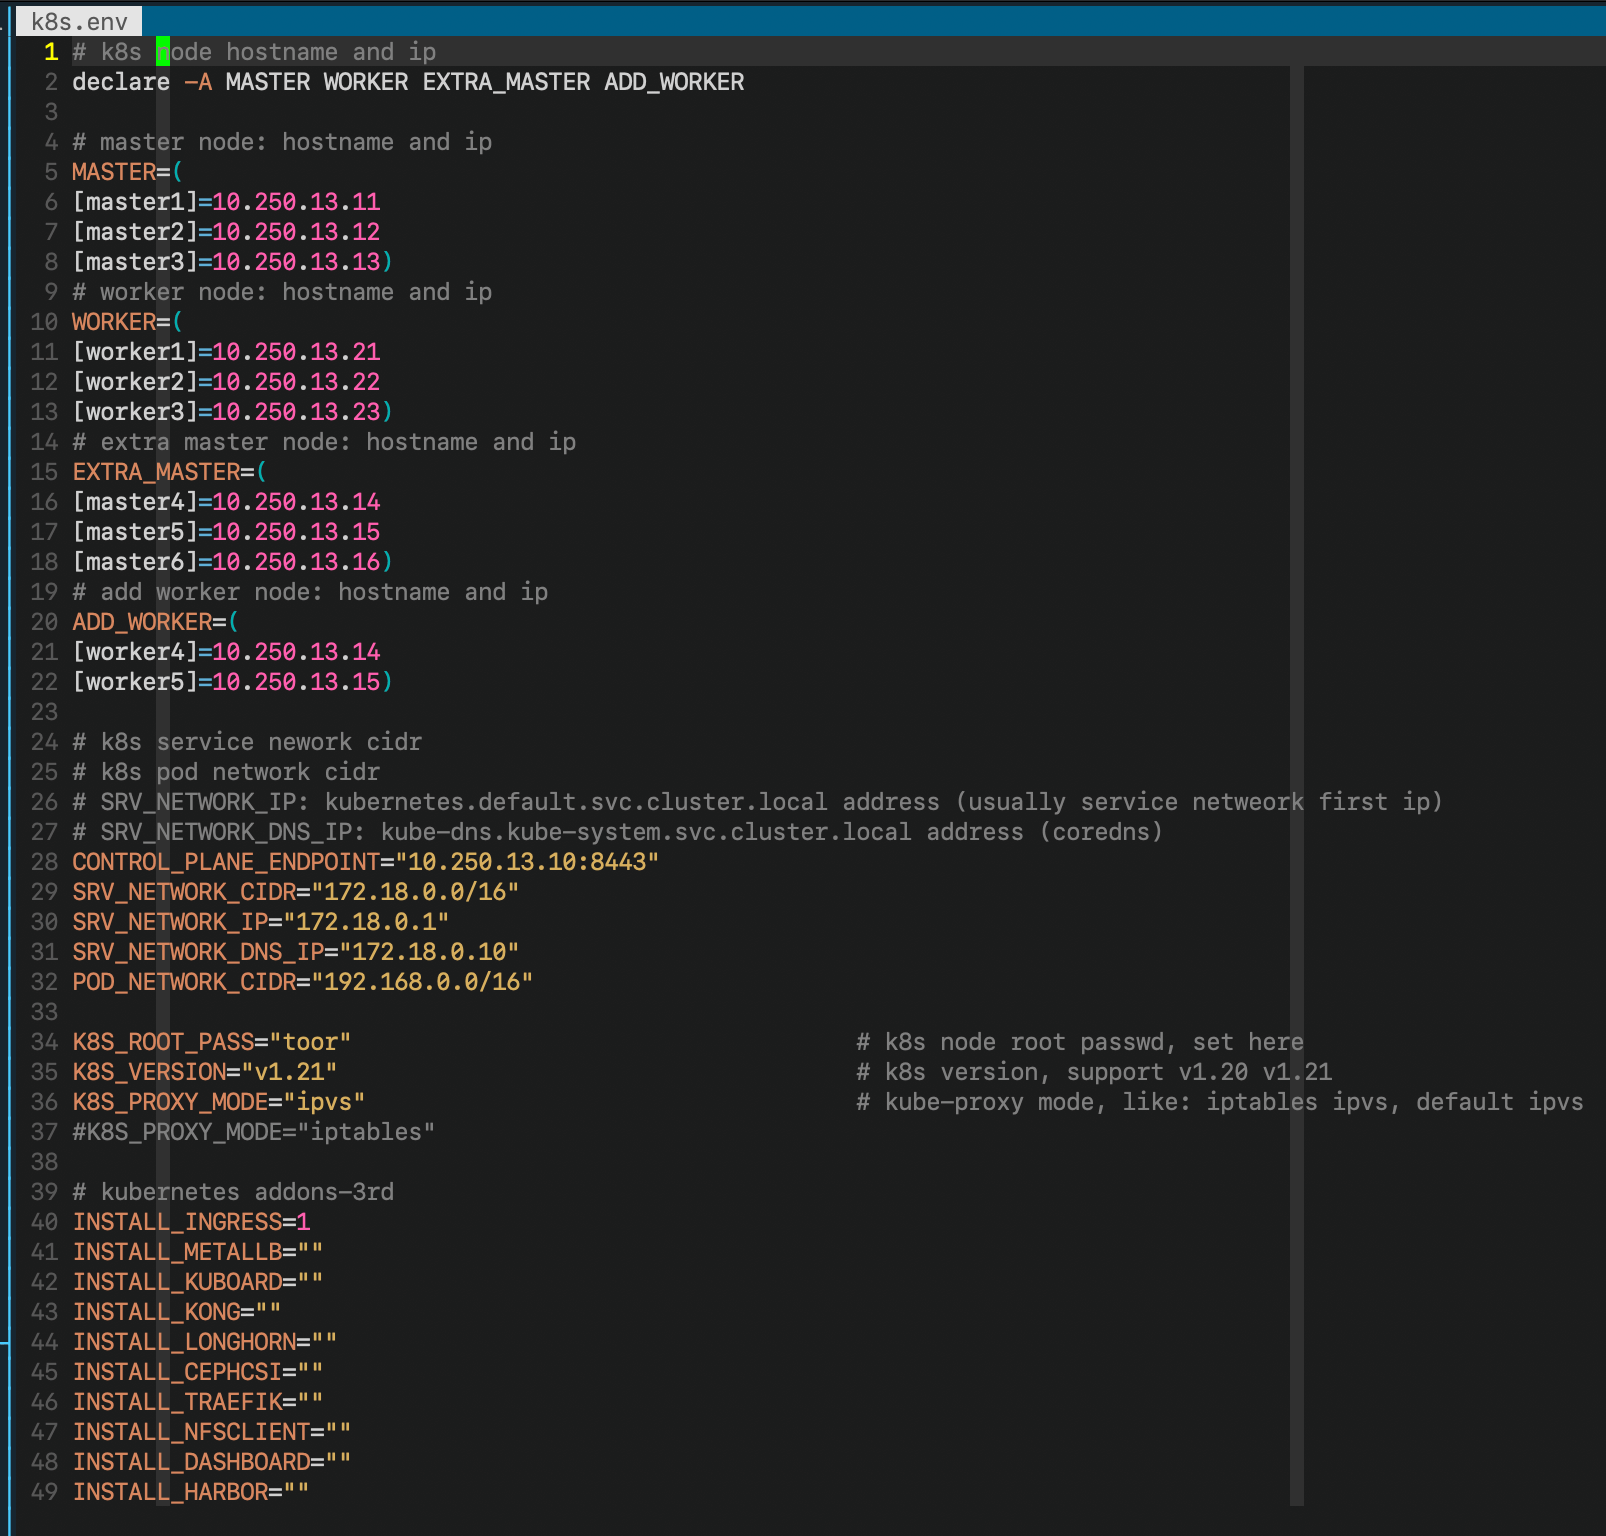 k8s.env
1 # k8s node hostname and ip
2 declare -A MASTER WORKER EXTRA_MASTER ADD_WORKER
3
4 # master node: hostname and ip
5 MASTER=(
6 [master1]=10.250.13.11
7 [master2]=10.250.13.12
8 [master3]=10.250.13.13)
9 # worker node: hostname and ip
10 WORKER=(
11 [worker1]=10.250.13.21
12 [worker2]=10.250.13.22
13 [worker3]=10.250.13.23)
14 # extra master node: hostname and ip
15 EXTRA_MASTER=(
16 [master4]=10.250.13.14
17 [master5]=10.250.13.15
18 [master6]=10.250.13.16)
19 # add worker node: hostname and ip
20 ADD_WORKER=(
21 [worker4]=10.250.13.14
22 [worker5]=10.250.13.15)
23
24 # k8s service nework cidr
25 # k8s pod network cidr
26 # SRV_NETWORK_IP: kubernetes.default.svc.cluster.local address (usually service netweork first ip)
27 # SRV_NETWORK_DNS_IP: kube-dns.kube-system.svc.cluster.local address (coredns)
28 CONTROL_PLANE_ENDPOINT="10.250.13.10:8443"
29 SRV_NETWORK_CIDR="172.18.0.0/16"
30 SRV_NETWORK_IP="172.18.0.1"
31 SRV_NETWORK_DNS_IP="172.18.0.10"
32 POD_NETWORK_CIDR="192.168.0.0/16"
33
34 K8S_ROOT_PASS="toor" # k8s node root passwd, set here
35 K8S_VERSION="v1.21" # k8s version, support v1.20 v1.21
36 K8S_PROXY_MODE="ipvs" # kube-proxy mode, like: iptables ipvs, default ipvs
37 #K8S_PROXY_MODE="iptables"
38
39 # kubernetes addons-3rd
40 INSTALL_INGRESS=1
41 INSTALL_METALLB=""
42 INSTALL_KUBOARD=""
43 INSTALL_KONG=""
44 INSTALL_LONGHORN=""
45 INSTALL_CEPHCSI=""
46 INSTALL_TRAEFIK=""
47 INSTALL_NFSCLIENT=""
48 INSTALL_DASHBOARD=""
49 INSTALL_HARBOR=""